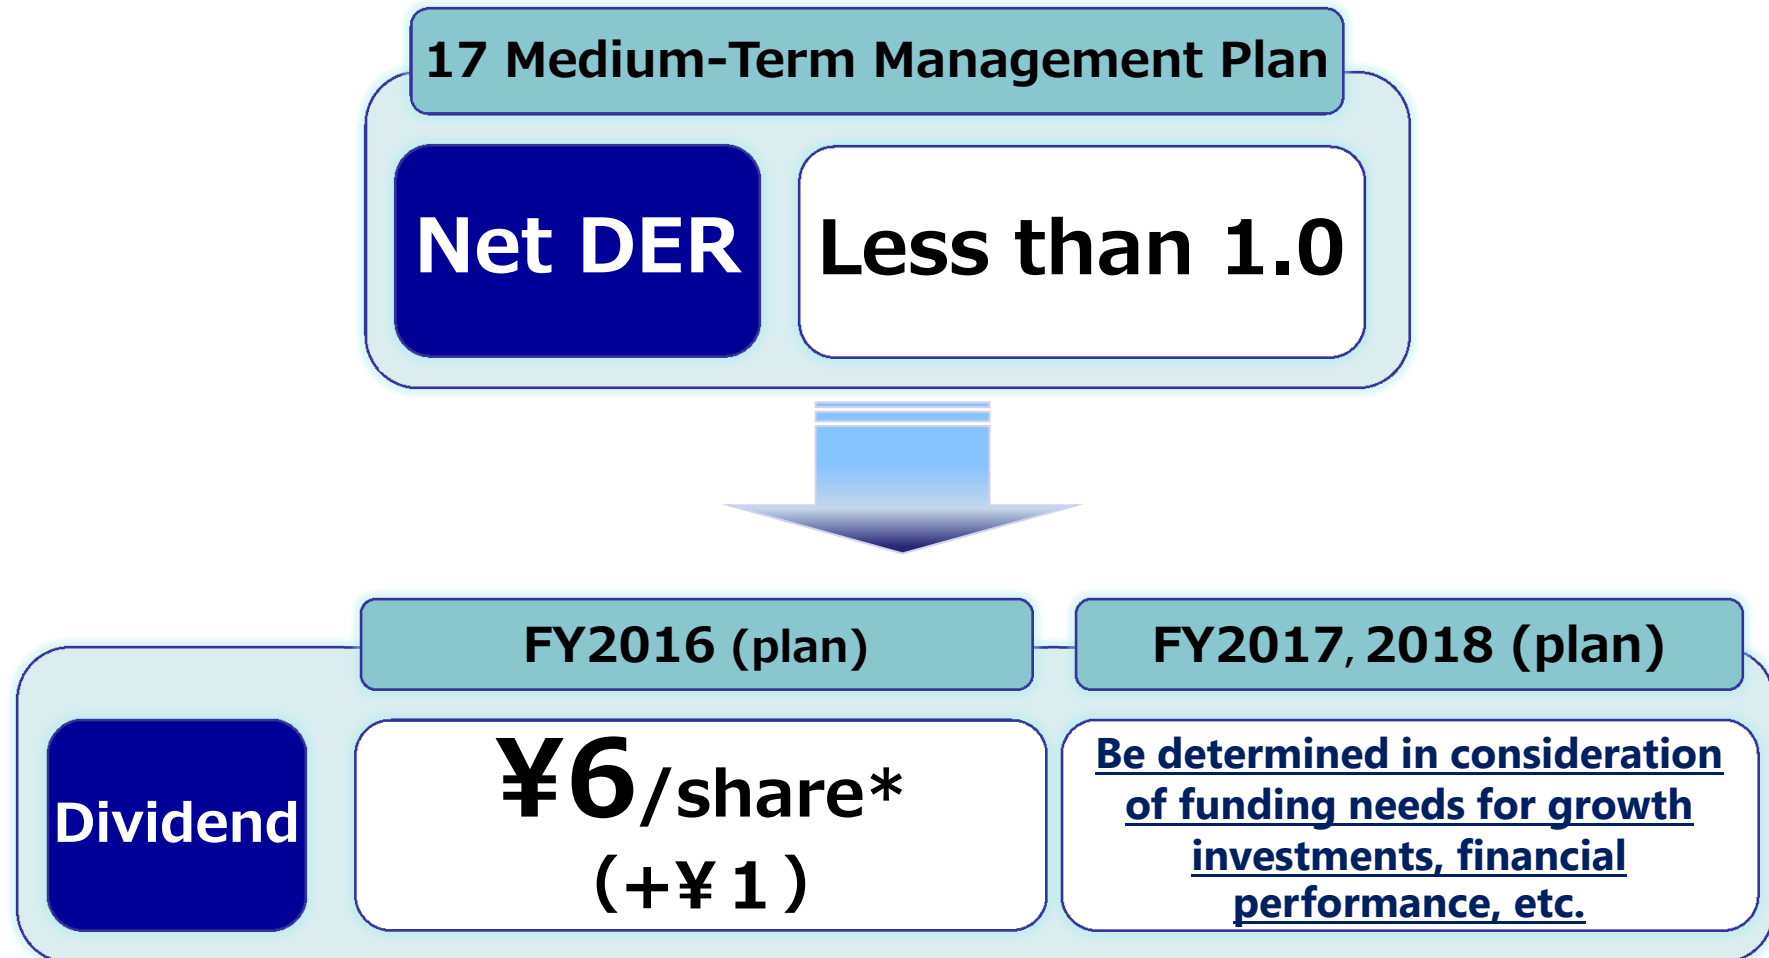 17 Medium-Term Management Plan
Net DER
Less than 1.0
FY2016 (plan)
FY2017, 2018 (plan)
Dividend
¥6/share*
(+¥１)
Be determined in consideration
of funding needs for growth
investments, financial
performance, etc.